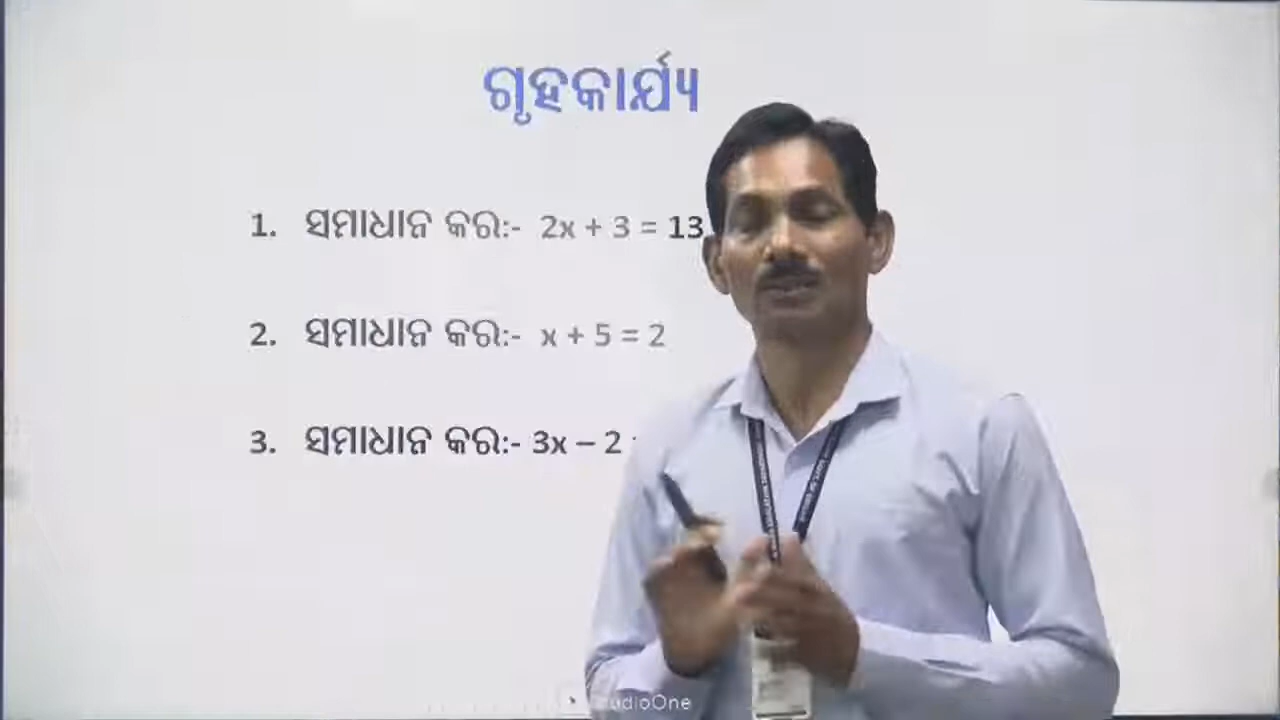 ଗୃହକାର୍ଯ୍ୟ
1. ସମାଧାନ କର:- 2x + 3 = 13
2. ସମାଧାନ କର:- x + 5 = 2
3. ସମାଧାନ କର:- 3x – 2